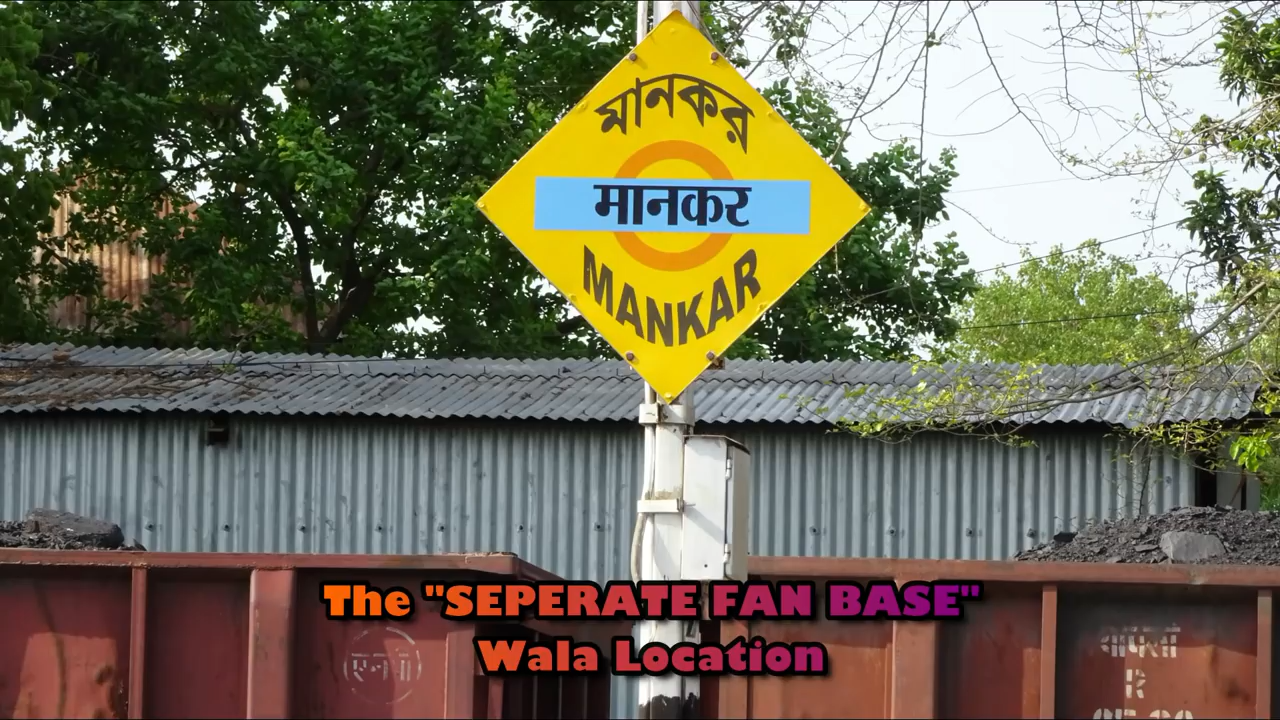 মানকর
मानकर
MANKAR
The "SEPERATE FAN BASE"
Wala Location
R